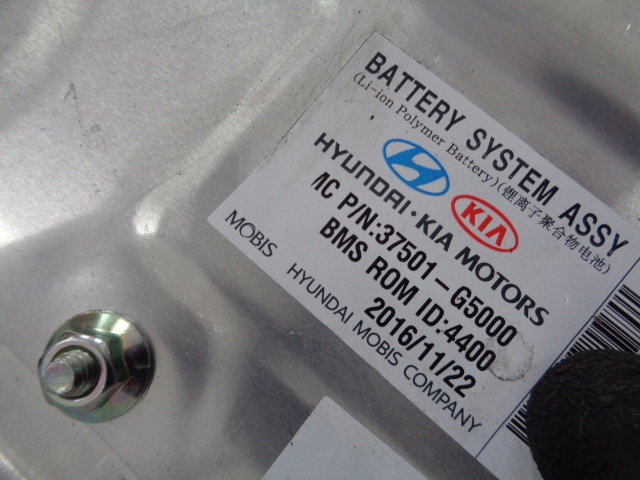 BATTERY SYSTEM ASSY
(Li-ion Polymer Battery)(锂离子聚合物电池)
KIA
HYUNDAI·KIA MOTORS
MC P/N:37501-G5000
BMS ROM ID:4400
2016/11/22
MOBIS HYUNDAI MOBIS COMPANY